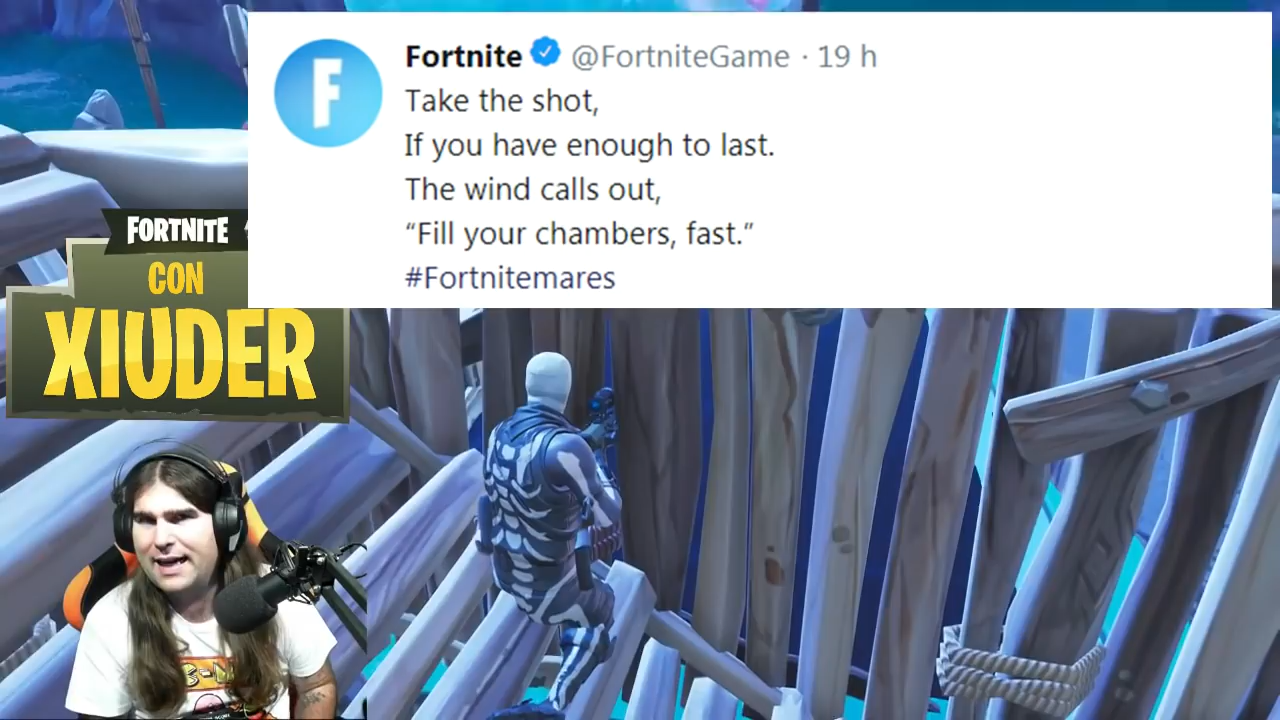 Fortnite @FortniteGame · 19 h
Take the shot,
If you have enough to last.
The wind calls out,
“Fill your chambers, fast.”
#Fortnitemares
FORTNITE
CON
XIUDER